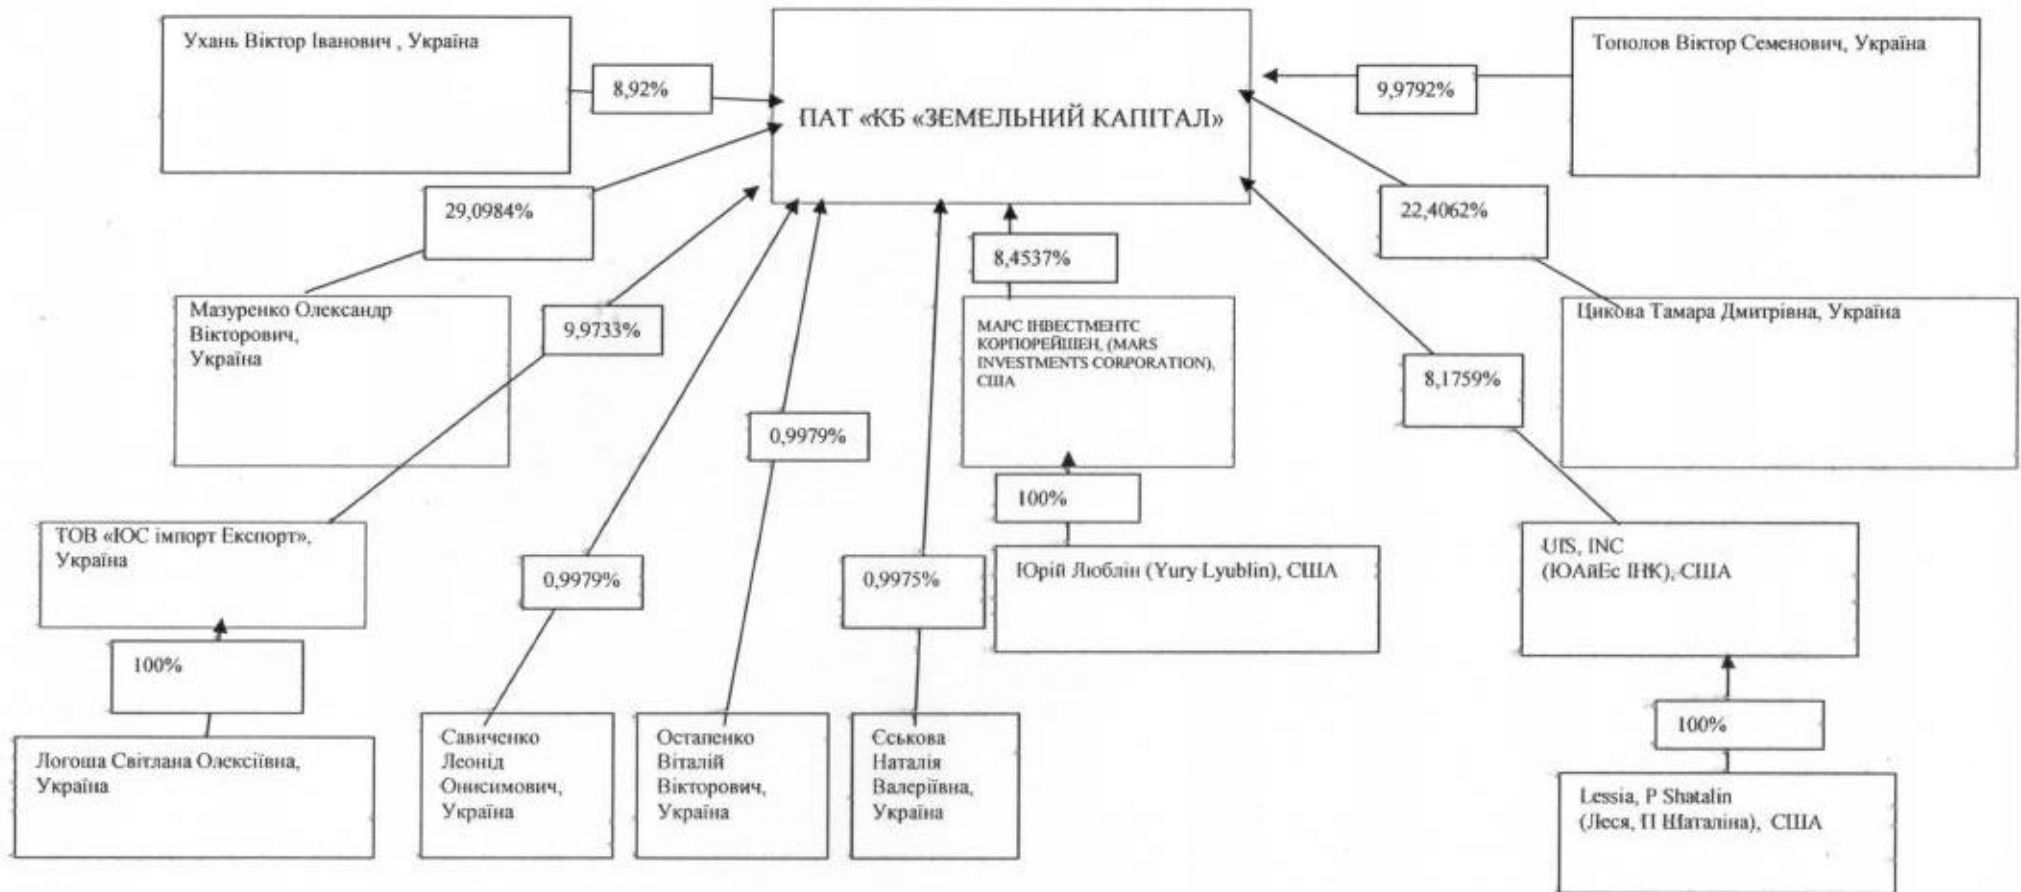 Ухань Віктор Іванович , Україна
8,92%
ПАТ «КБ «ЗЕМЕЛЬНИЙ КАПІТАЛ»
9,9792%
Тополов Віктор Семенович, Україна
29,0984%
22,4062%
8,4537%
Мазуренко Олександр
Вікторович,
Україна
9,9733%
МАРС ІНВЕСТМЕНТС
КОРПОРЕЙШЕН, (MARS
INVESTMENTS CORPORATION),
США
Цикова Тамара Дмитрівна, Україна
8,1759%
0,9979%
100%
ТОВ «ЮС імпорт Експорт»,
Україна
0,9979%
0,9975%
Юрій Люблін (Yury Lyublin), США
UIS, INC
(ЮАйЕс ІНК), США
100%
Логоша Світлана Олексіївна,
Україна
Савиченко
Леонід
Онисимович,
Україна
Остапенко
Віталій
Вікторович,
Україна
Єськова
Наталія
Валеріївна,
Україна
100%
Lessia, P Shatalin
(Леся, П Шаталіна), США